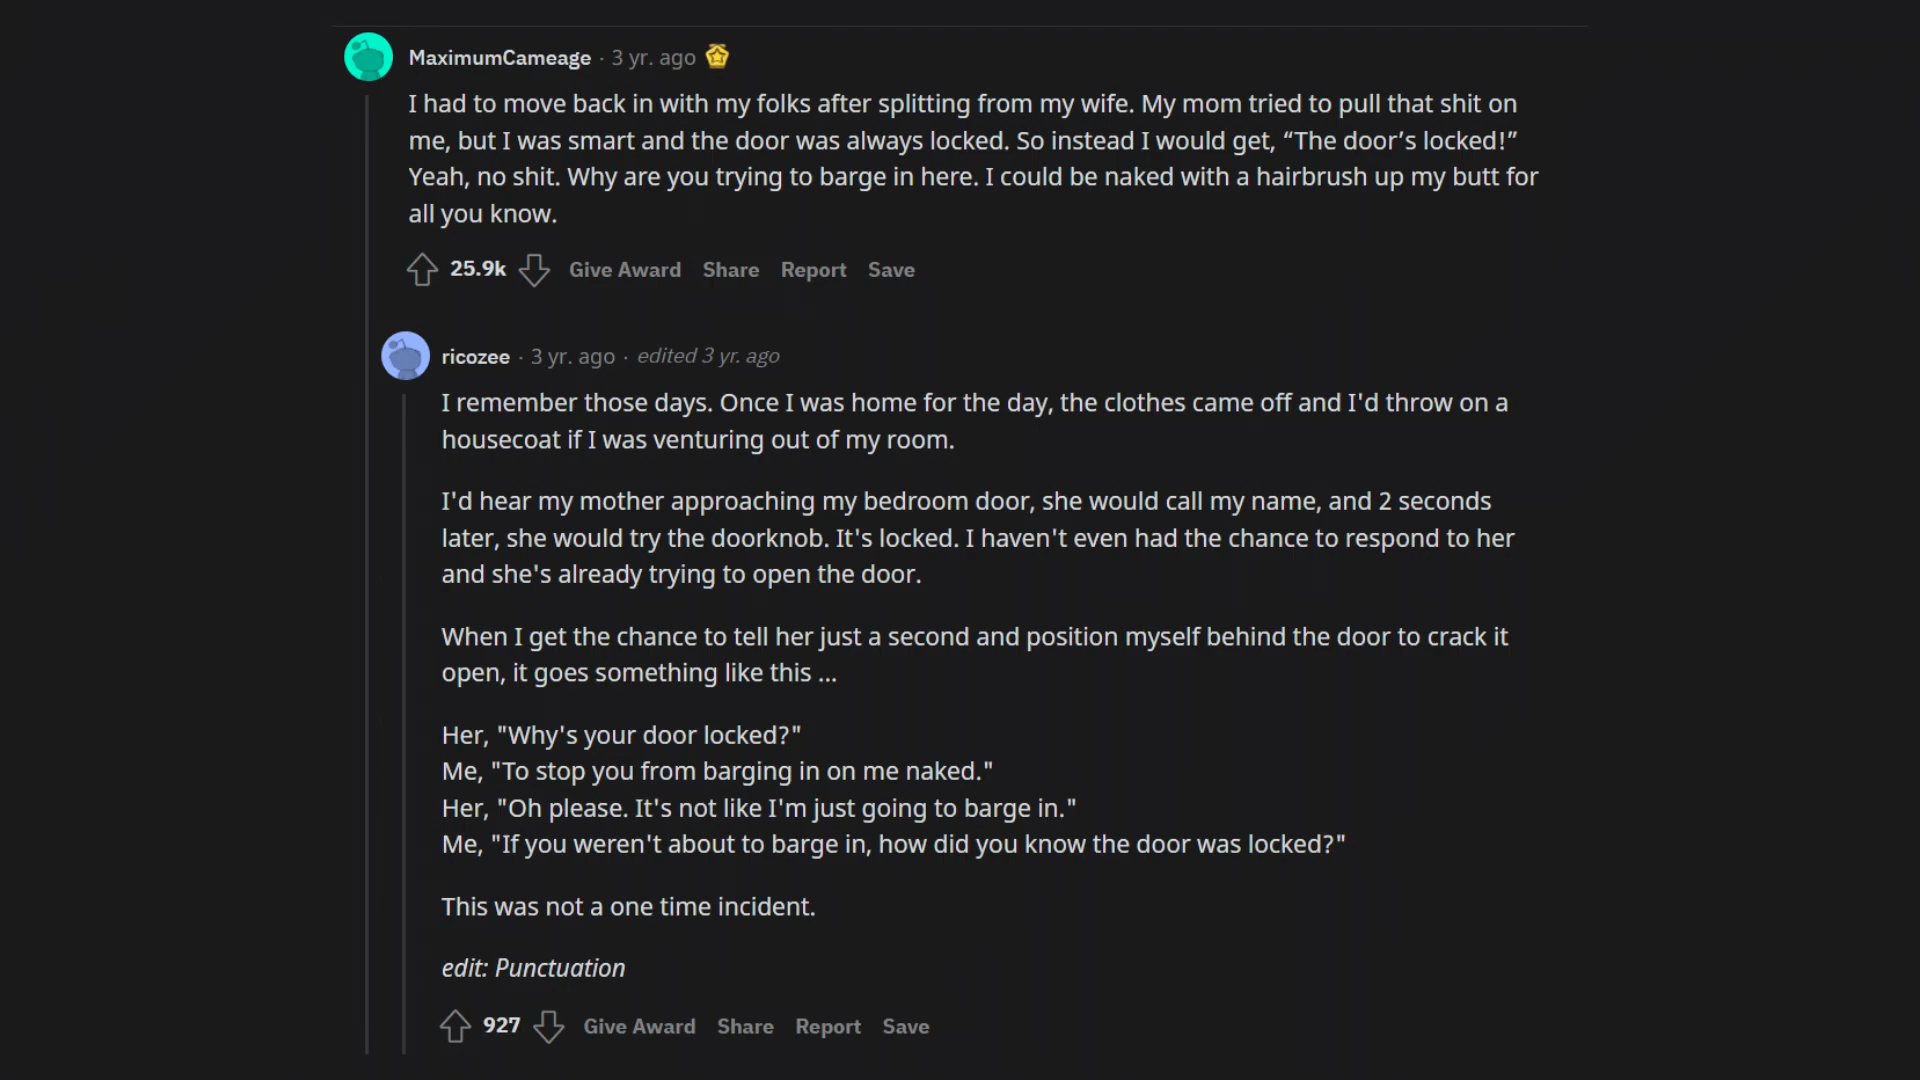 MaximumCameage · 3 yr. ago
I had to move back in with my folks after splitting from my wife. My mom tried to pull that shit on
me, but I was smart and the door was always locked. So instead I would get, “The door’s locked!”
Yeah, no shit. Why are you trying to barge in here. I could be naked with a hairbrush up my butt for
all you know.
25.9k Give Award Share Report Save
ricozee · 3 yr. ago · edited 3 yr. ago
I remember those days. Once I was home for the day, the clothes came off and I'd throw on a
housecoat if I was venturing out of my room.
I'd hear my mother approaching my bedroom door, she would call my name, and 2 seconds
later, she would try the doorknob. It's locked. I haven't even had the chance to respond to her
and she's already trying to open the door.
When I get the chance to tell her just a second and position myself behind the door to crack it
open, it goes something like this ...
Her, "Why's your door locked?"
Me, "To stop you from barging in on me naked."
Her, "Oh please. It's not like I'm just going to barge in."
Me, "If you weren't about to barge in, how did you know the door was locked?"
This was not a one time incident.
edit: Punctuation
927 Give Award Share Report Save